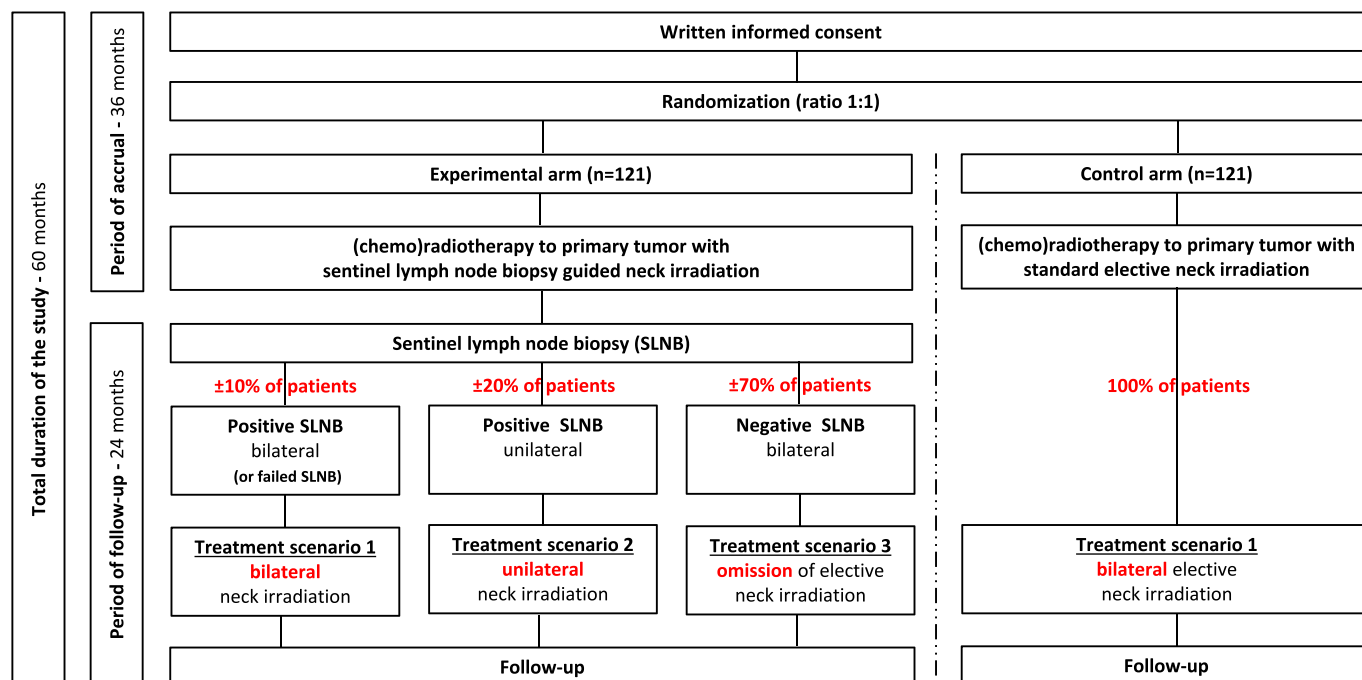 Total duration of the study - 60 months
Period of accrual - 36 months
Written informed consent
Randomization (ratio 1:1)
Experimental arm (n=121)
Control arm (n=121)
(chemo)radiotherapy to primary tumor with
sentinel lymph node biopsy guided neck irradiation
(chemo)radiotherapy to primary tumor with
standard elective neck irradiation
Period of follow-up - 24 months
Sentinel lymph node biopsy (SLNB)
±10% of patients
±20% of patients
±70% of patients
100% of patients
Positive SLNB
bilateral
(or failed SLNB)
Positive SLNB
unilateral
Negative SLNB
bilateral
Treatment scenario 1
bilateral
neck irradiation
Treatment scenario 2
unilateral
neck irradiation
Treatment scenario 3
omission of elective
neck irradiation
Treatment scenario 1
bilateral elective
neck irradiation
Follow-up
Follow-up